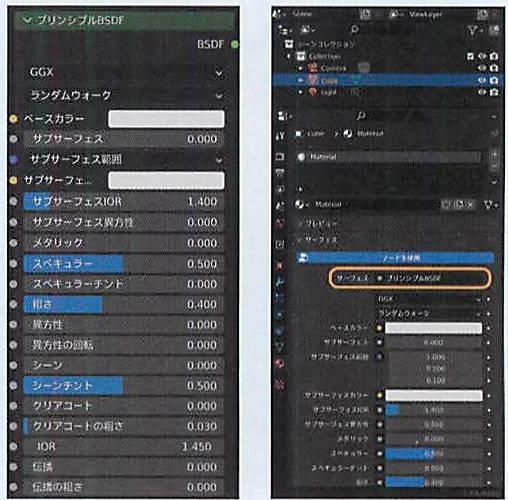 プリンシプルBSDF
BSDF
GGX
ランダムウォーク
ベースカラー
サブサーフェス 0.000
サブサーフェス範囲
サブサーフェ...
サブサーフェスIOR 1.400
サブサーフェス異方性 0.000
メタリック 0.000
スペキュラー 0.500
スペキュラーチント 0.000
粗さ 0.400
異方性 0.000
異方性の回転 0.000
シーン 0.000
シーンチント 0.500
クリアコート 0.000
クリアコートの粗さ 0.030
IOR 1.450
伝播 0.000
伝播の粗さ 0.000
Scene ViewLayer
シーンコレクション
Collection
Camera
Cube
Light
Cube Material
Material
Material
プレビュー
サーフェス
ノードを使用
サーフェス プリンシプルBSDF
GGX
ランダムウォーク
ベースカラー
サブサーフェス 0.000
サブサーフェス範囲 1.000
0.200
0.100
サブサーフェスカラー
サブサーフェスIOR 1.400
サブサーフェス異方性 0.000
メタリック 0.000
スペキュラー 0.500
スペキュラーチント 0.000
粗さ 0.400